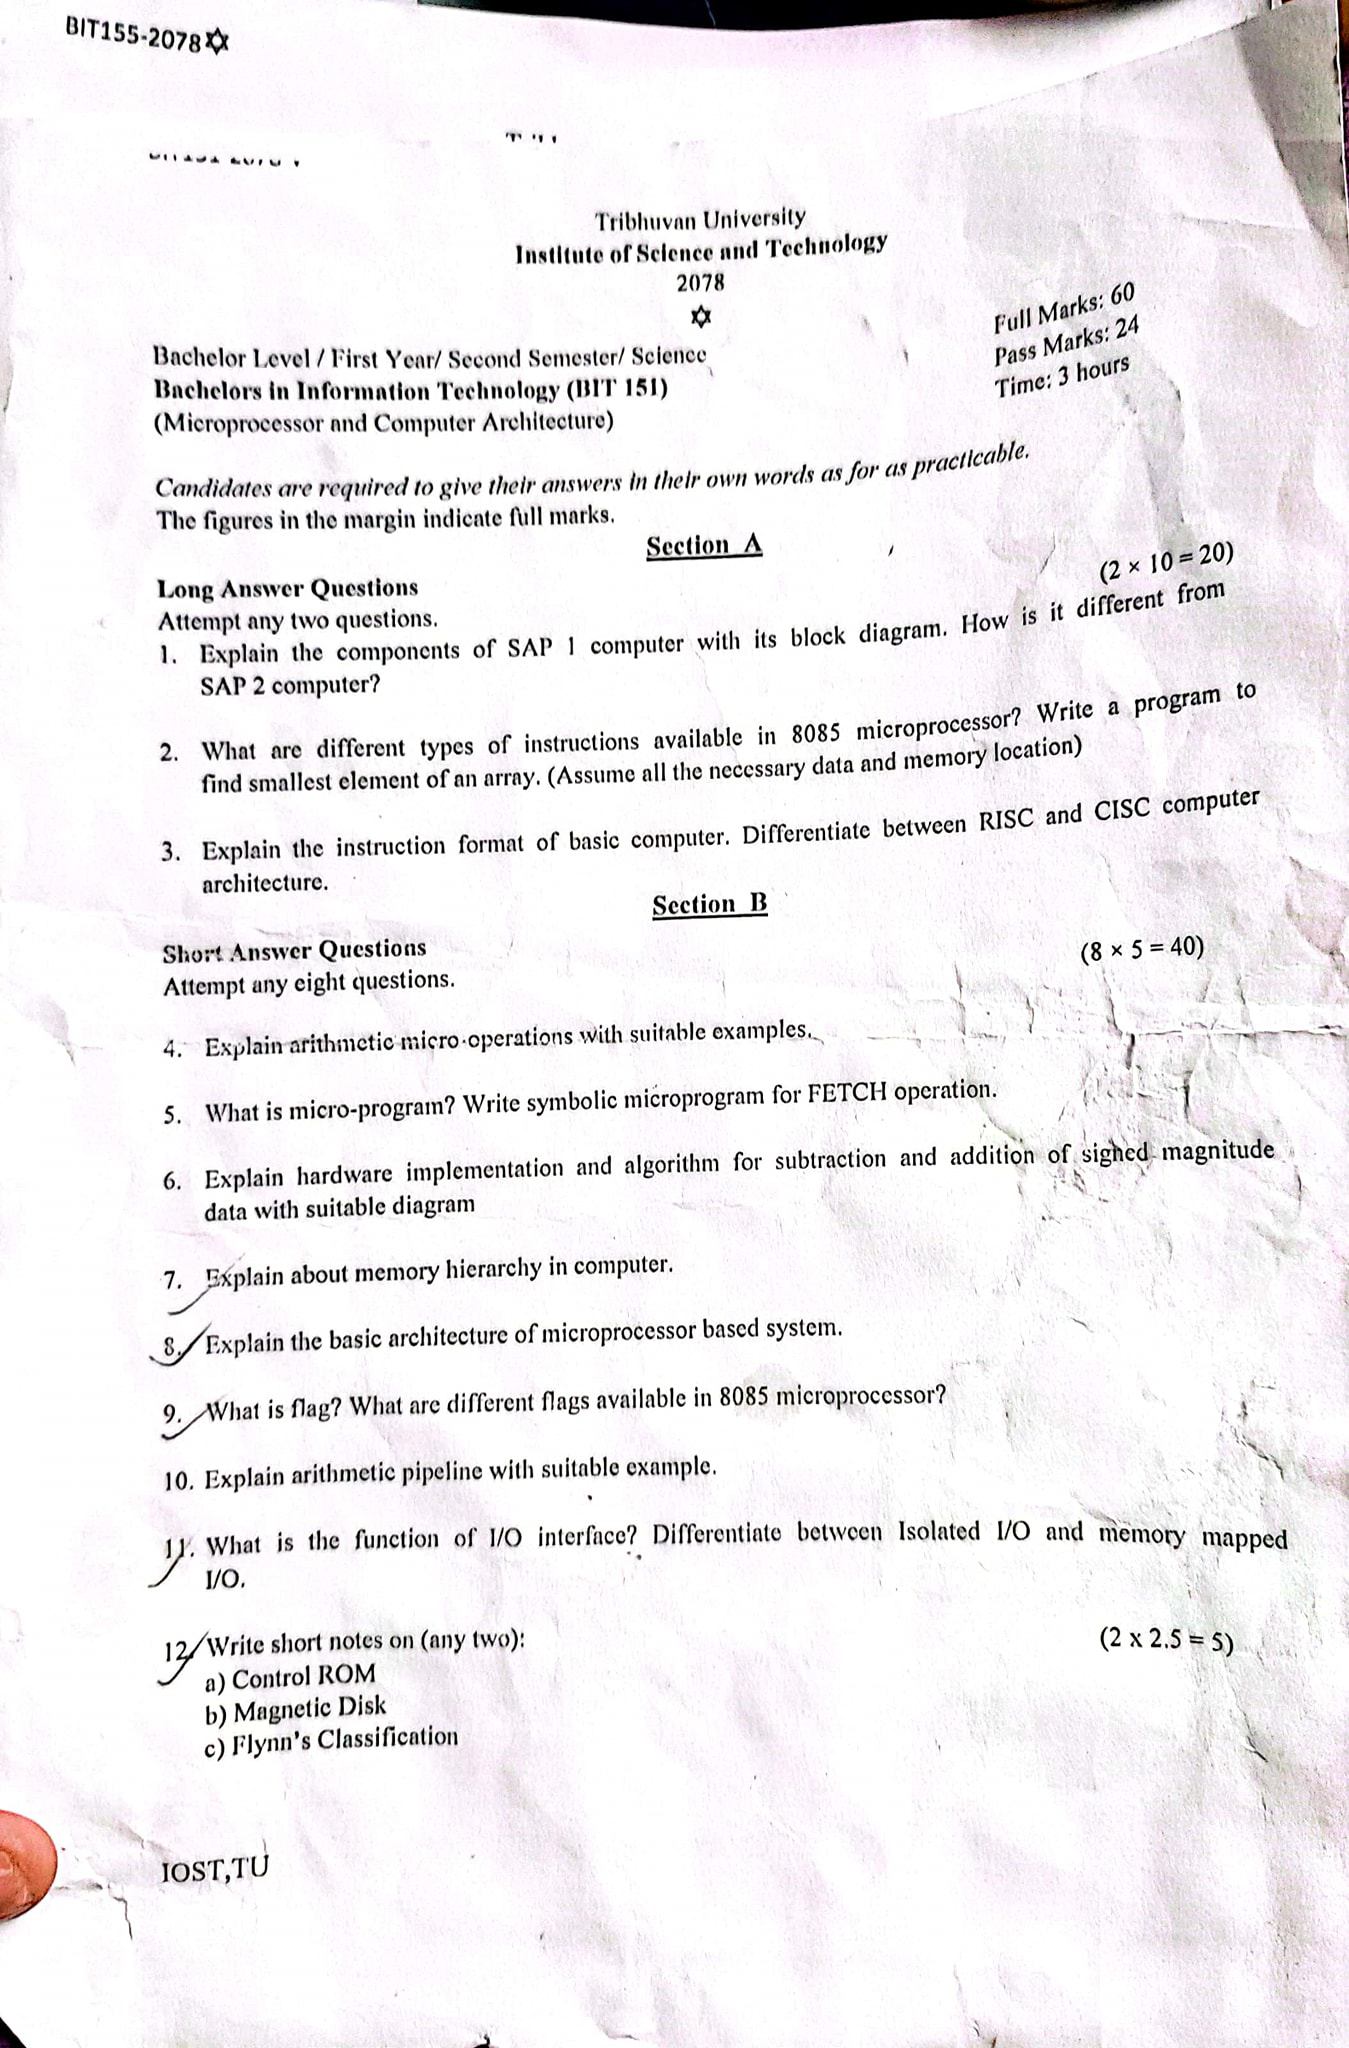 BIT155-2078✡
Tribhuvan University
Institute of Science and Technology
2078
✡
Full Marks: 60
Pass Marks: 24
Time: 3 hours
Bachelor Level / First Year/ Second Semester/ Science
Bachelors in Information Technology (BIT 151)
(Microprocessor and Computer Architecture)
Candidates are required to give their answers in their own words as for as practicable.
The figures in the margin indicate full marks.
Section A
(2 × 10 = 20)
Long Answer Questions
Attempt any two questions.
1. Explain the components of SAP 1 computer with its block diagram. How is it different from
SAP 2 computer?
2. What are different types of instructions available in 8085 microprocessor? Write a program to
find smallest element of an array. (Assume all the necessary data and memory location)
3. Explain the instruction format of basic computer. Differentiate between RISC and CISC computer
architecture.
Section B
Short Answer Questions
(8 × 5 = 40)
Attempt any eight questions.
4. Explain arithmetic micro-operations with suitable examples.
5. What is micro-program? Write symbolic microprogram for FETCH operation.
6. Explain hardware implementation and algorithm for subtraction and addition of signed magnitude
data with suitable diagram
7. Explain about memory hierarchy in computer.
8. Explain the basic architecture of microprocessor based system.
9. What is flag? What are different flags available in 8085 microprocessor?
10. Explain arithmetic pipeline with suitable example.
11. What is the function of I/O interface? Differentiate between Isolated I/O and memory mapped
I/O.
12. Write short notes on (any two):
(2 x 2.5 = 5)
a) Control ROM
b) Magnetic Disk
c) Flynn's Classification
IOST,TU